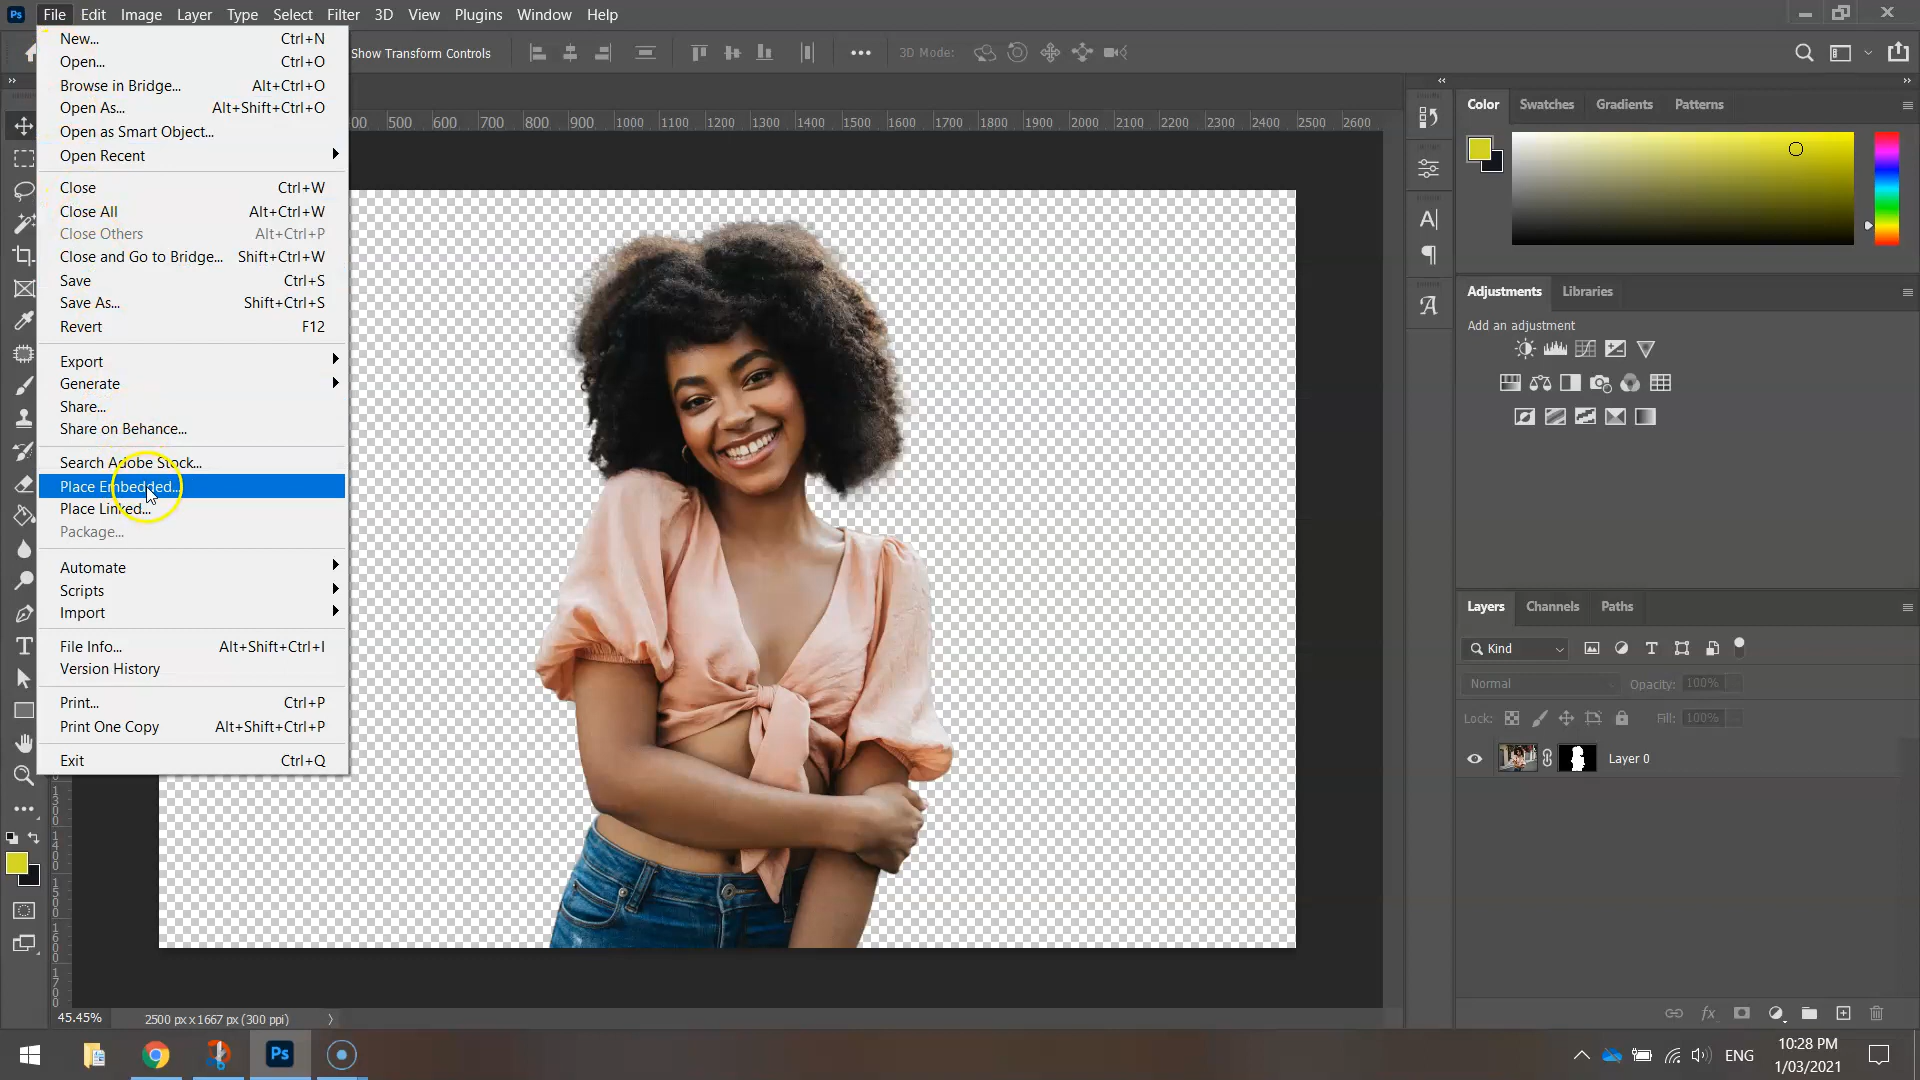 Ps File Edit Image Layer Type Select Filter 3D View Plugins Window Help
Show Transform Controls 3D Mode:
New... Ctrl+N
Open... Ctrl+O
Browse in Bridge... Alt+Ctrl+O
Open As... Alt+Shift+Ctrl+O
Open as Smart Object...
Open Recent
Close Ctrl+W
Close All Alt+Ctrl+W
Close Others Alt+Ctrl+P
Close and Go to Bridge... Shift+Ctrl+W
Save Ctrl+S
Save As... Shift+Ctrl+S
Revert F12
Export
Generate
Share...
Share on Behance...
Search Adobe Stock...
Place Embedded...
Place Linked...
Package...
Automate
Scripts
Import
File Info... Alt+Shift+Ctrl+I
Version History
Print... Ctrl+P
Print One Copy Alt+Shift+Ctrl+P
Exit Ctrl+Q
00 500 600 700 800 900 1000 1100 1200 1300 1400 1500 1600 1700 1800 1900 2000 2100 2200 2300 2400 2500 2600
1300
1400
1500
1600
1700
Color Swatches Gradients Patterns
Adjustments Libraries
Add an adjustment
Layers Channels Paths
Kind
Normal Opacity: 100%
Lock: Fill: 100%
Layer 0
45.45% 2500 px x 1667 px (300 ppi)
Ps
ENG
10:28 PM
1/03/2021